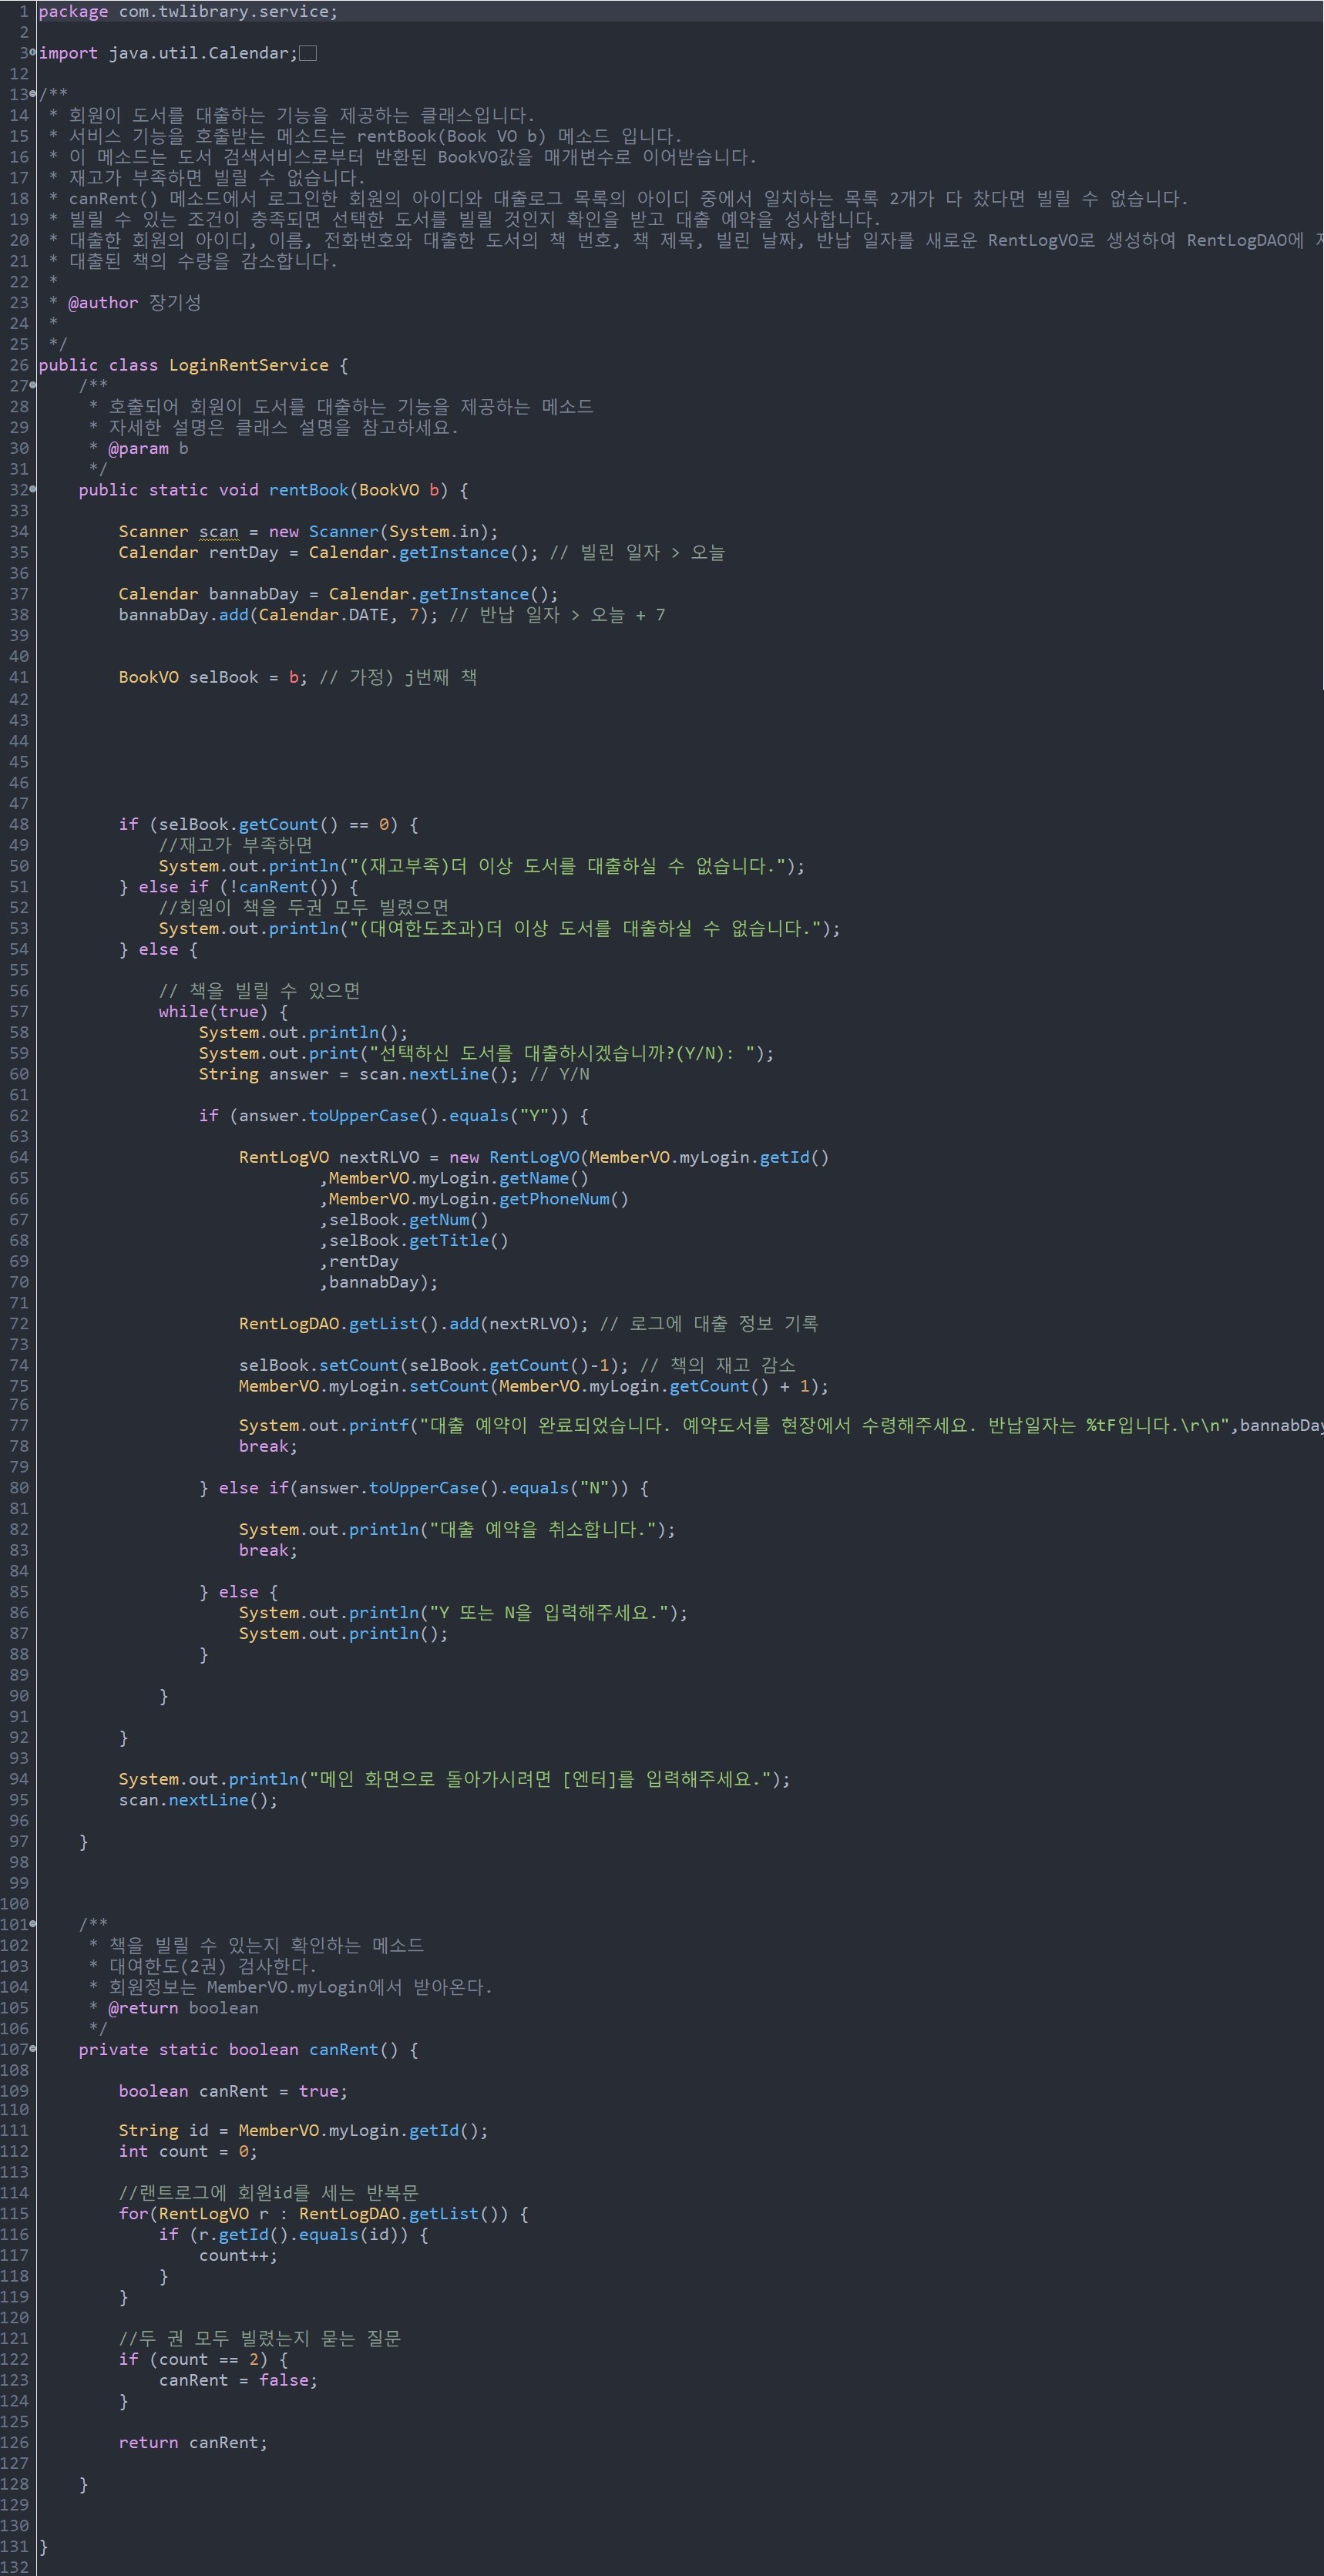 1 package com.twlibrary.service;
2
3 import java.util.Calendar;
12
13 /**
14  * 회원이 도서를 대출하는 기능을 제공하는 클래스입니다.
15  * 서비스 기능을 호출받는 메소드는 rentBook(Book VO b) 메소드 입니다.
16  * 이 메소드는 도서 검색서비스로부터 반환된 BookVO값을 매개변수로 이어받습니다.
17  * 재고가 부족하면 빌릴 수 없습니다.
18  * canRent() 메소드에서 로그인한 회원의 아이디와 대출로그 목록의 아이디 중에서 일치하는 목록 2개가 다 찼다면 빌릴 수 없습니다.
19  * 빌릴 수 있는 조건이 충족되면 선택한 도서를 빌릴 것인지 확인을 받고 대출 예약을 성사합니다.
20  * 대출한 회원의 아이디, 이름, 전화번호와 대출한 도서의 책 번호, 책 제목, 빌린 날짜, 반납 일자를 새로운 RentLogVO로 생성하여 RentLogDAO에
21  * 대출된 책의 수량을 감소합니다.
22  *
23  * @author 장기성
24  *
25  */
26 public class LoginRentService {
27     /**
28      * 호출되어 회원이 도서를 대출하는 기능을 제공하는 메소드
29      * 자세한 설명은 클래스 설명을 참고하세요.
30      * @param b
31      */
32     public static void rentBook(BookVO b) {
33
34         Scanner scan = new Scanner(System.in);
35         Calendar rentDay = Calendar.getInstance(); // 빌린 일자 > 오늘
36
37         Calendar bannabDay = Calendar.getInstance();
38         bannabDay.add(Calendar.DATE, 7); // 반납 일자 > 오늘 + 7
39
40
41         BookVO selBook = b; // 가정) j번째 책
42
43
44
45
46
47
48         if (selBook.getCount() == 0) {
49             //재고가 부족하면
50             System.out.println("(재고부족)더 이상 도서를 대출하실 수 없습니다.");
51         } else if (!canRent()) {
52             //회원이 책을 두권 모두 빌렸으면
53             System.out.println("(대여한도초과)더 이상 도서를 대출하실 수 없습니다.");
54         } else {
55
56             // 책을 빌릴 수 있으면
57             while(true) {
58                 System.out.println();
59                 System.out.print("선택하신 도서를 대출하시겠습니까?(Y/N): ");
60                 String answer = scan.nextLine(); // Y/N
61
62                 if (answer.toUpperCase().equals("Y")) {
63
64                     RentLogVO nextRLVO = new RentLogVO(MemberVO.myLogin.getId()
65                             ,MemberVO.myLogin.getName()
66                             ,MemberVO.myLogin.getPhoneNum()
67                             ,selBook.getNum()
68                             ,selBook.getTitle()
69                             ,rentDay
70                             ,bannabDay);
71
72                     RentLogDAO.getList().add(nextRLVO); // 로그에 대출 정보 기록
73
74                     selBook.setCount(selBook.getCount()-1); // 책의 재고 감소
75                     MemberVO.myLogin.setCount(MemberVO.myLogin.getCount() + 1);
76
77                     System.out.printf("대출 예약이 완료되었습니다. 예약도서를 현장에서 수령해주세요. 반납일자는 %tF입니다.\r\n",bannabDay
78                     break;
79
80                 } else if(answer.toUpperCase().equals("N")) {
81
82                     System.out.println("대출 예약을 취소합니다.");
83                     break;
84
85                 } else {
86                     System.out.println("Y 또는 N을 입력해주세요.");
87                     System.out.println();
88                 }
89
90             }
91
92         }
93
94         System.out.println("메인 화면으로 돌아가시려면 [엔터]를 입력해주세요.");
95         scan.nextLine();
96
97     }
98
99
100
101     /**
102      * 책을 빌릴 수 있는지 확인하는 메소드
103      * 대여한도(2권) 검사한다.
104      * 회원정보는 MemberVO.myLogin에서 받아온다.
105      * @return boolean
106      */
107     private static boolean canRent() {
108
109         boolean canRent = true;
110
111         String id = MemberVO.myLogin.getId();
112         int count = 0;
113
114         //랜트로그에 회원id를 세는 반복문
115         for(RentLogVO r : RentLogDAO.getList()) {
116             if (r.getId().equals(id)) {
117                 count++;
118             }
119         }
120
121         //두 권 모두 빌렸는지 묻는 질문
122         if (count == 2) {
123             canRent = false;
124         }
125
126         return canRent;
127
128     }
129
130
131 }
132